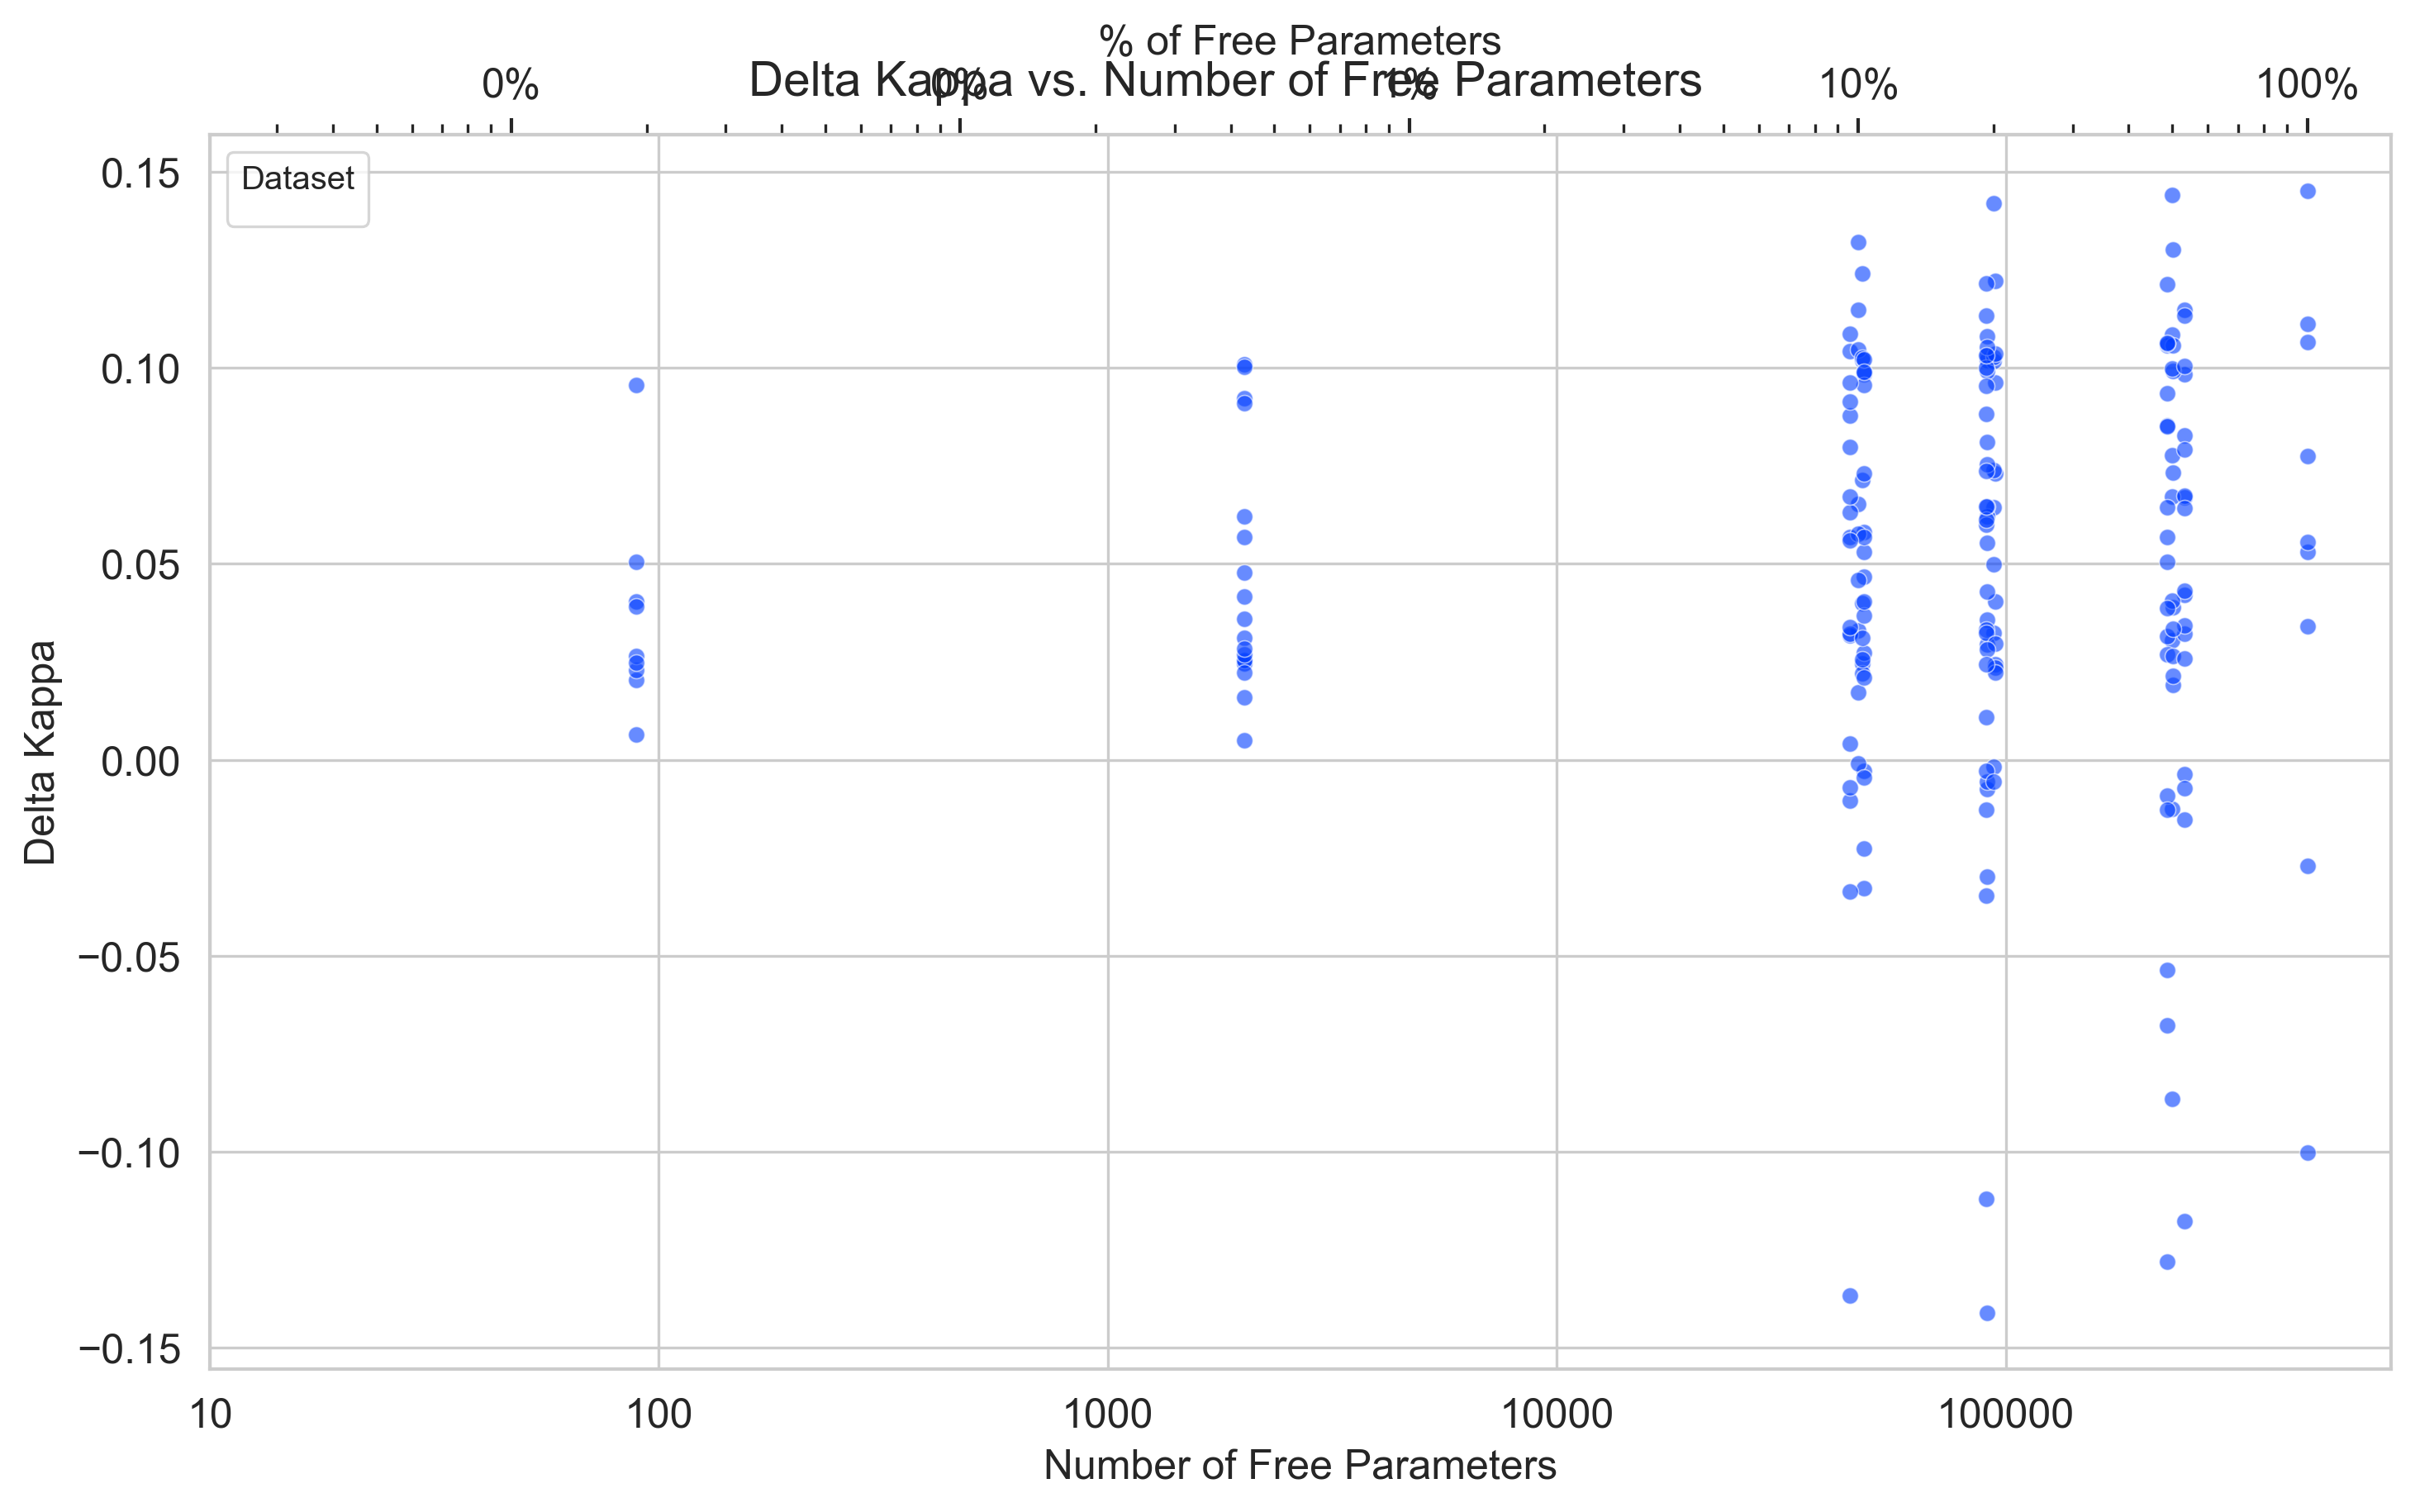 % of Free Parameters
Delta Kappa vs. Number of Free Parameters
0% 0% 1% 10% 100%
Dataset
0.15
0.10
0.05
0.00
−0.05
−0.10
−0.15
Delta Kappa
10 100 1000 10000 100000
Number of Free Parameters